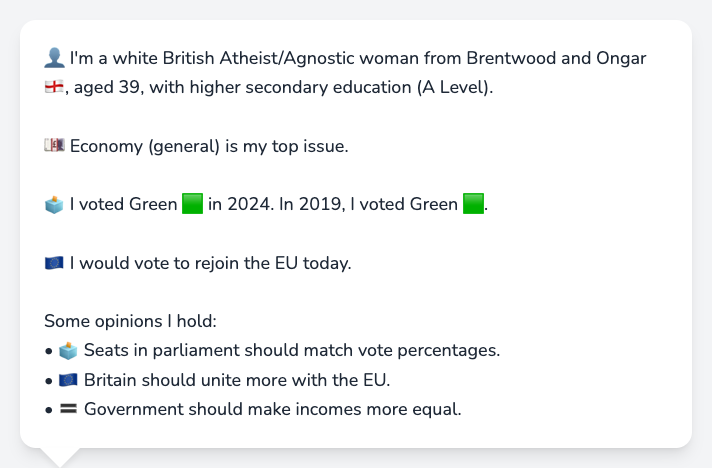 👤 I'm a white British Atheist/Agnostic woman from Brentwood and Ongar
🏴󠁧󠁢󠁥󠁮󠁧󠁿, aged 39, with higher secondary education (A Level).
💷 Economy (general) is my top issue.
🗳️ I voted Green 🟩 in 2024. In 2019, I voted Green 🟩.
🇪🇺 I would vote to rejoin the EU today.
Some opinions I hold:
• 🗳️ Seats in parliament should match vote percentages.
• 🇪🇺 Britain should unite more with the EU.
• 🟰 Government should make incomes more equal.